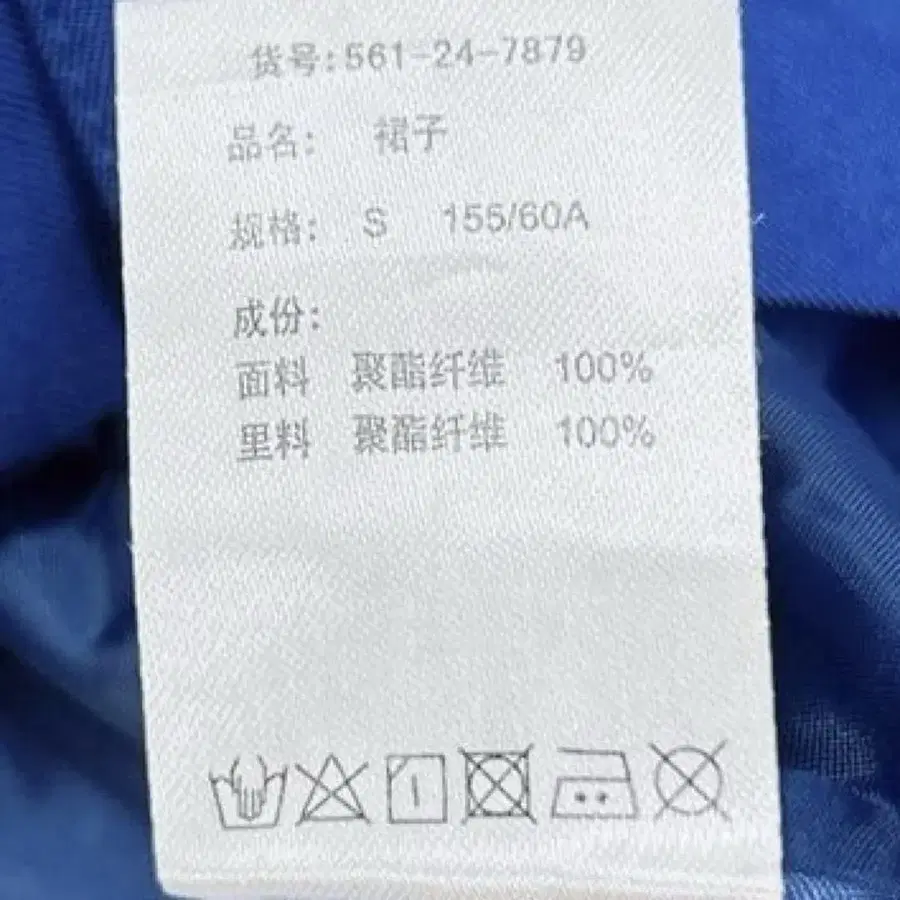 货号:561-24-7879
品名: 裙子
规格: S 155/60A
成份:
面料 聚酯纤维 100%
里料 聚酯纤维 100%